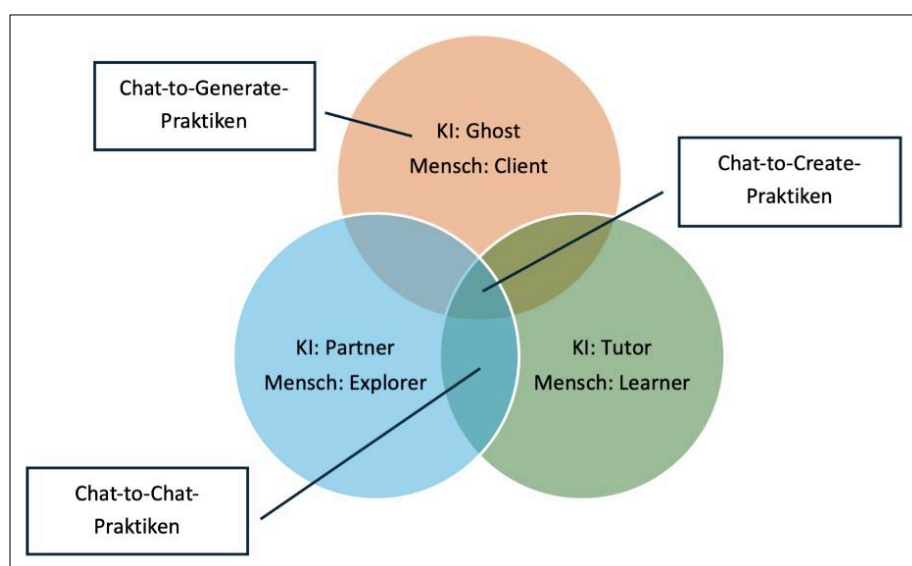 Chat-to-Generate-
Praktiken
KI: Ghost
Mensch: Client
Chat-to-Create-
Praktiken
KI: Partner
Mensch: Explorer
KI: Tutor
Mensch: Learner
Chat-to-Chat-
Praktiken